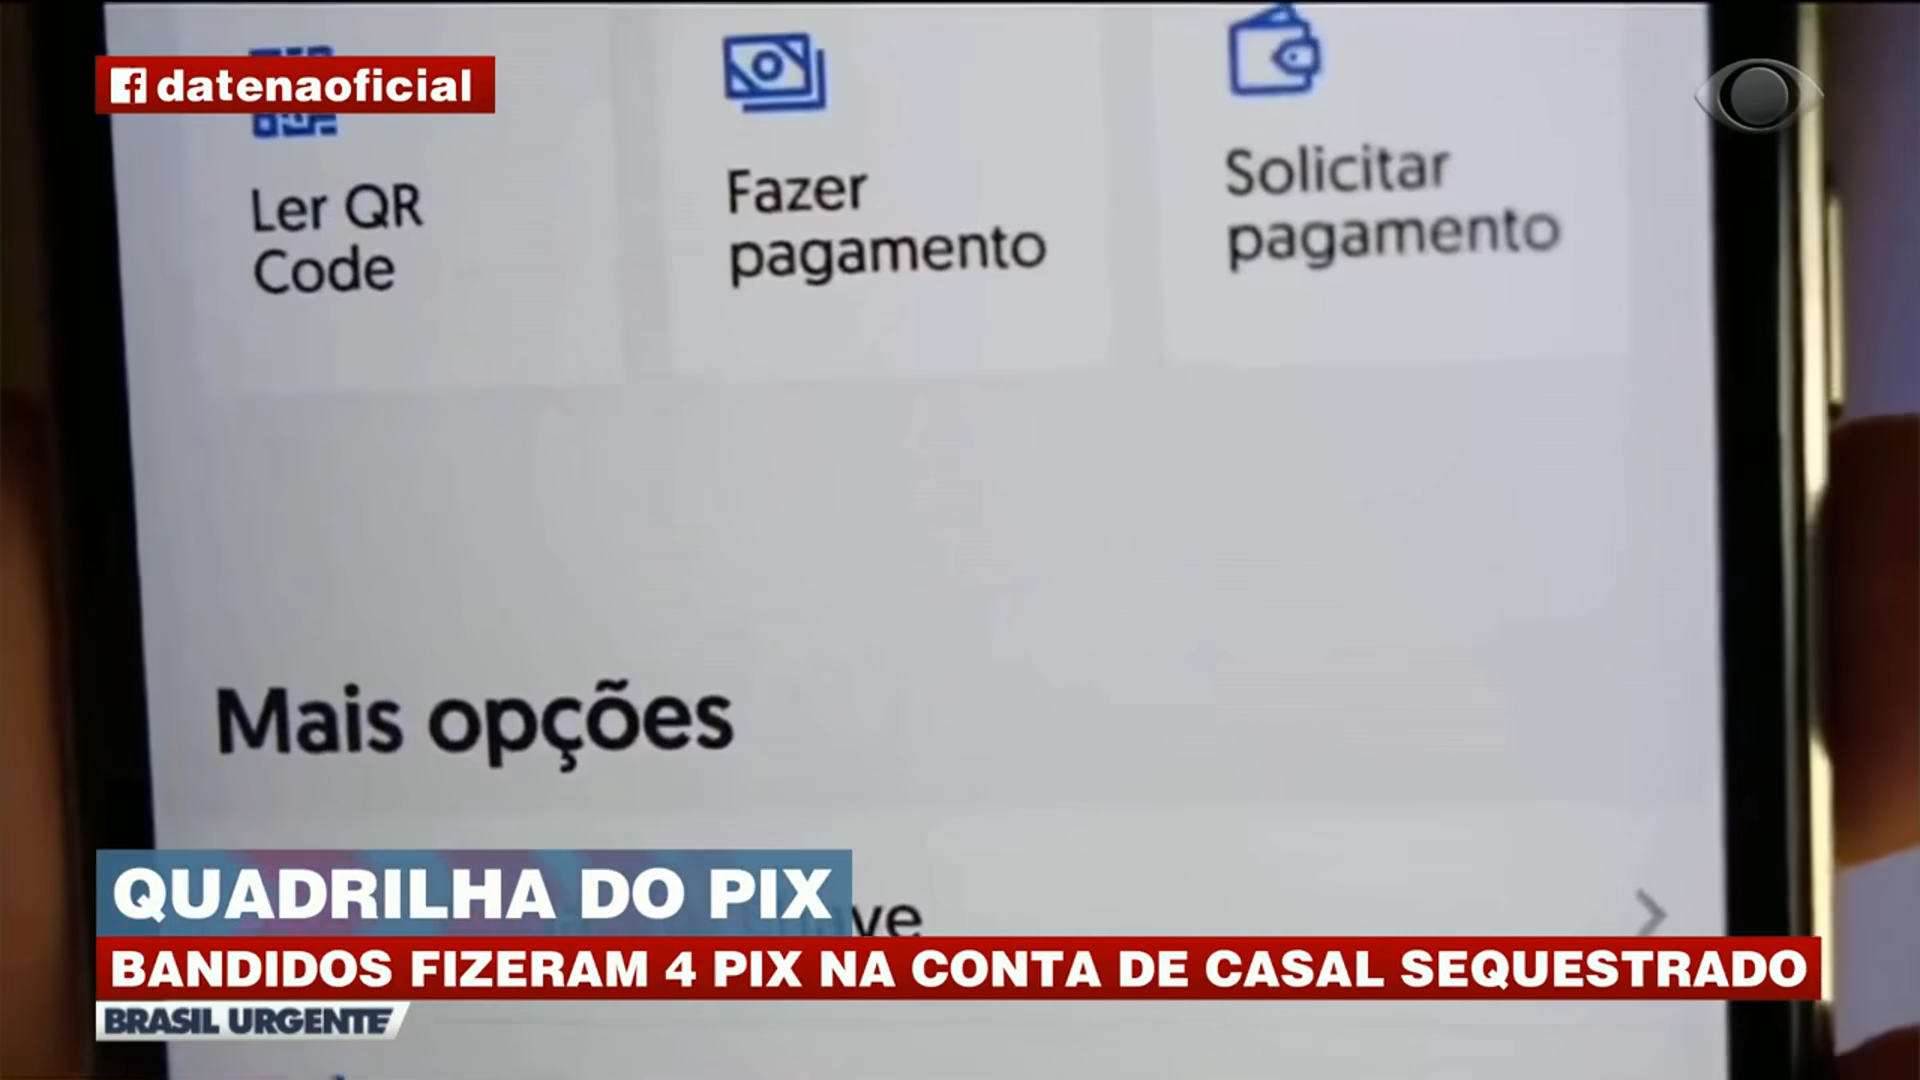 datenaoficial
Ler QR
Code
Fazer
pagamento
Solicitar
pagamento
Mais opções
QUADRILHA DO PIX
BANDIDOS FIZERAM 4 PIX NA CONTA DE CASAL SEQUESTRADO
BRASIL URGENTE